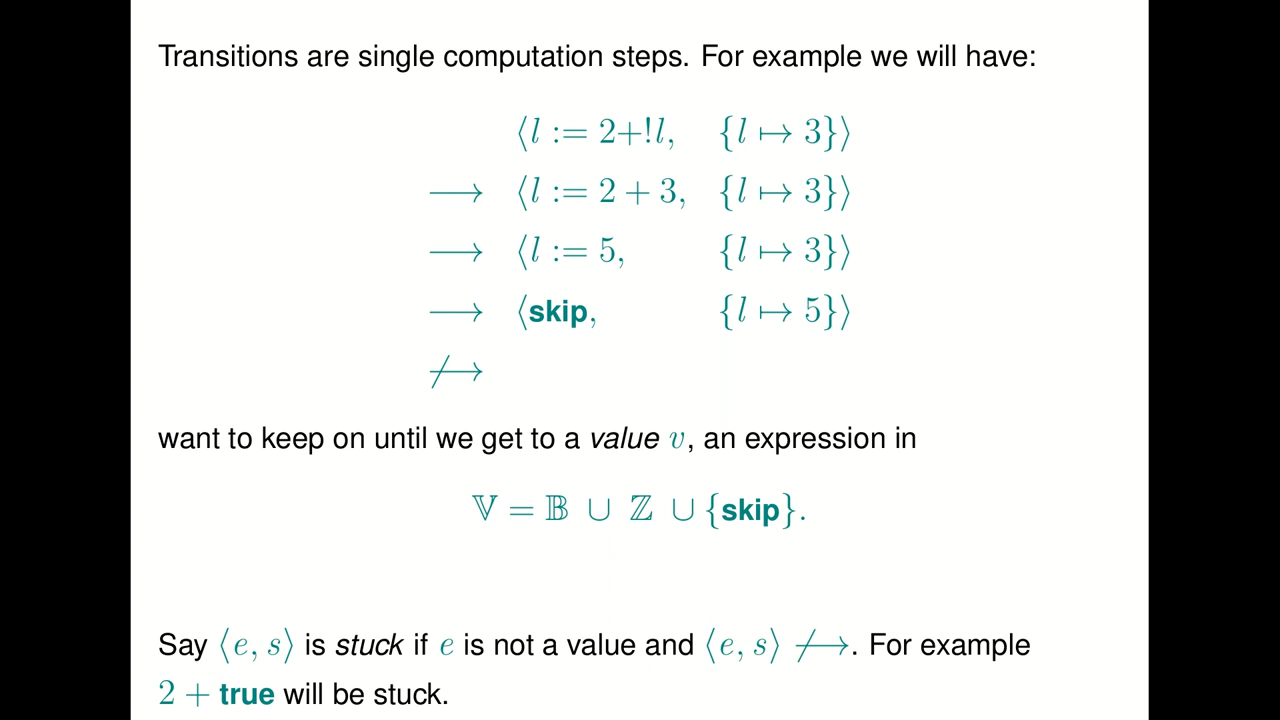 Transitions are single computation steps. For example we will have:
⟨l := 2+!l, {l ↦ 3}⟩
⟶ ⟨l := 2 + 3, {l ↦ 3}⟩
⟶ ⟨l := 5, {l ↦ 3}⟩
⟶ ⟨skip, {l ↦ 5}⟩
⟶̸
want to keep on until we get to a value v, an expression in
𝕍 = 𝔹 ∪ ℤ ∪ {skip}.
Say ⟨e, s⟩ is stuck if e is not a value and ⟨e, s⟩ ⟶̸. For example
2 + true will be stuck.